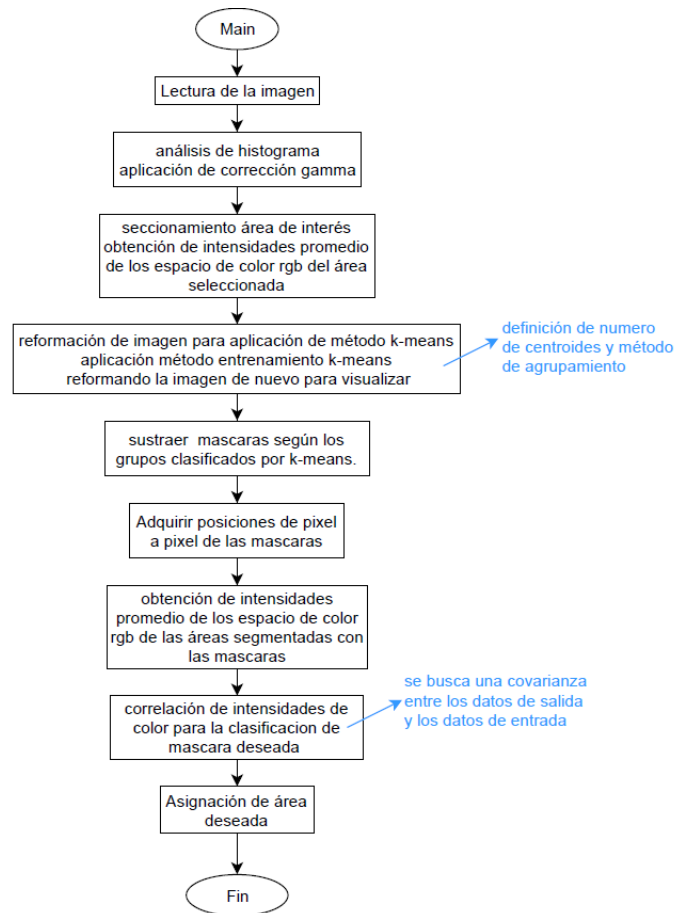 Main
Lectura de la imagen
análisis de histograma
aplicación de corrección gamma
seccionamiento área de interés
obtención de intensidades promedio
de los espacio de color rgb del área
seleccionada
reformación de imagen para aplicación de método k-means
aplicación método entrenamiento k-means
reformando la imagen de nuevo para visualizar
definición de numero
de centroides y método
de agrupamiento
sustraer mascaras según los
grupos clasificados por k-means.
Adquirir posiciones de pixel
a pixel de las mascaras
obtención de intensidades
promedio de los espacio de color
rgb de las áreas segmentadas con
las mascaras
correlación de intensidades de
color para la clasificacion de
mascara deseada
se busca una covarianza
entre los datos de salida
y los datos de entrada
Asignación de área
deseada
Fin